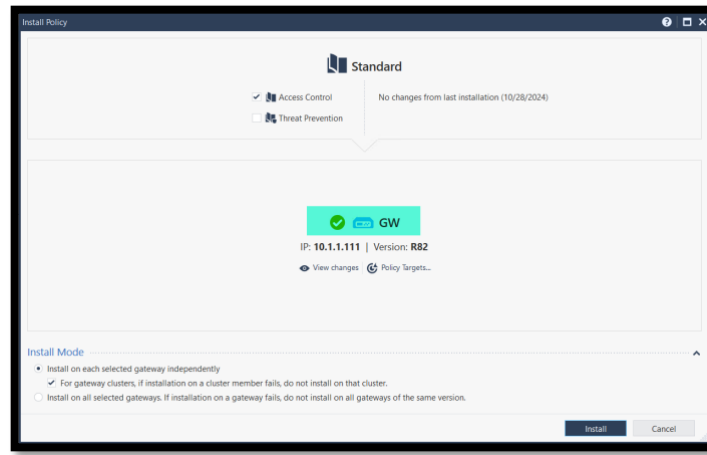 Install Policy
Standard
Access Control
No changes from last installation (10/28/2024)
Threat Prevention
GW
IP: 10.1.1.111 | Version: R82
View changes
Policy Targets...
Install Mode
Install on each selected gateway independently
For gateway clusters, if installation on a cluster member fails, do not install on that cluster.
Install on all selected gateways. If installation on a gateway fails, do not install on all gateways of the same version.
Install
Cancel